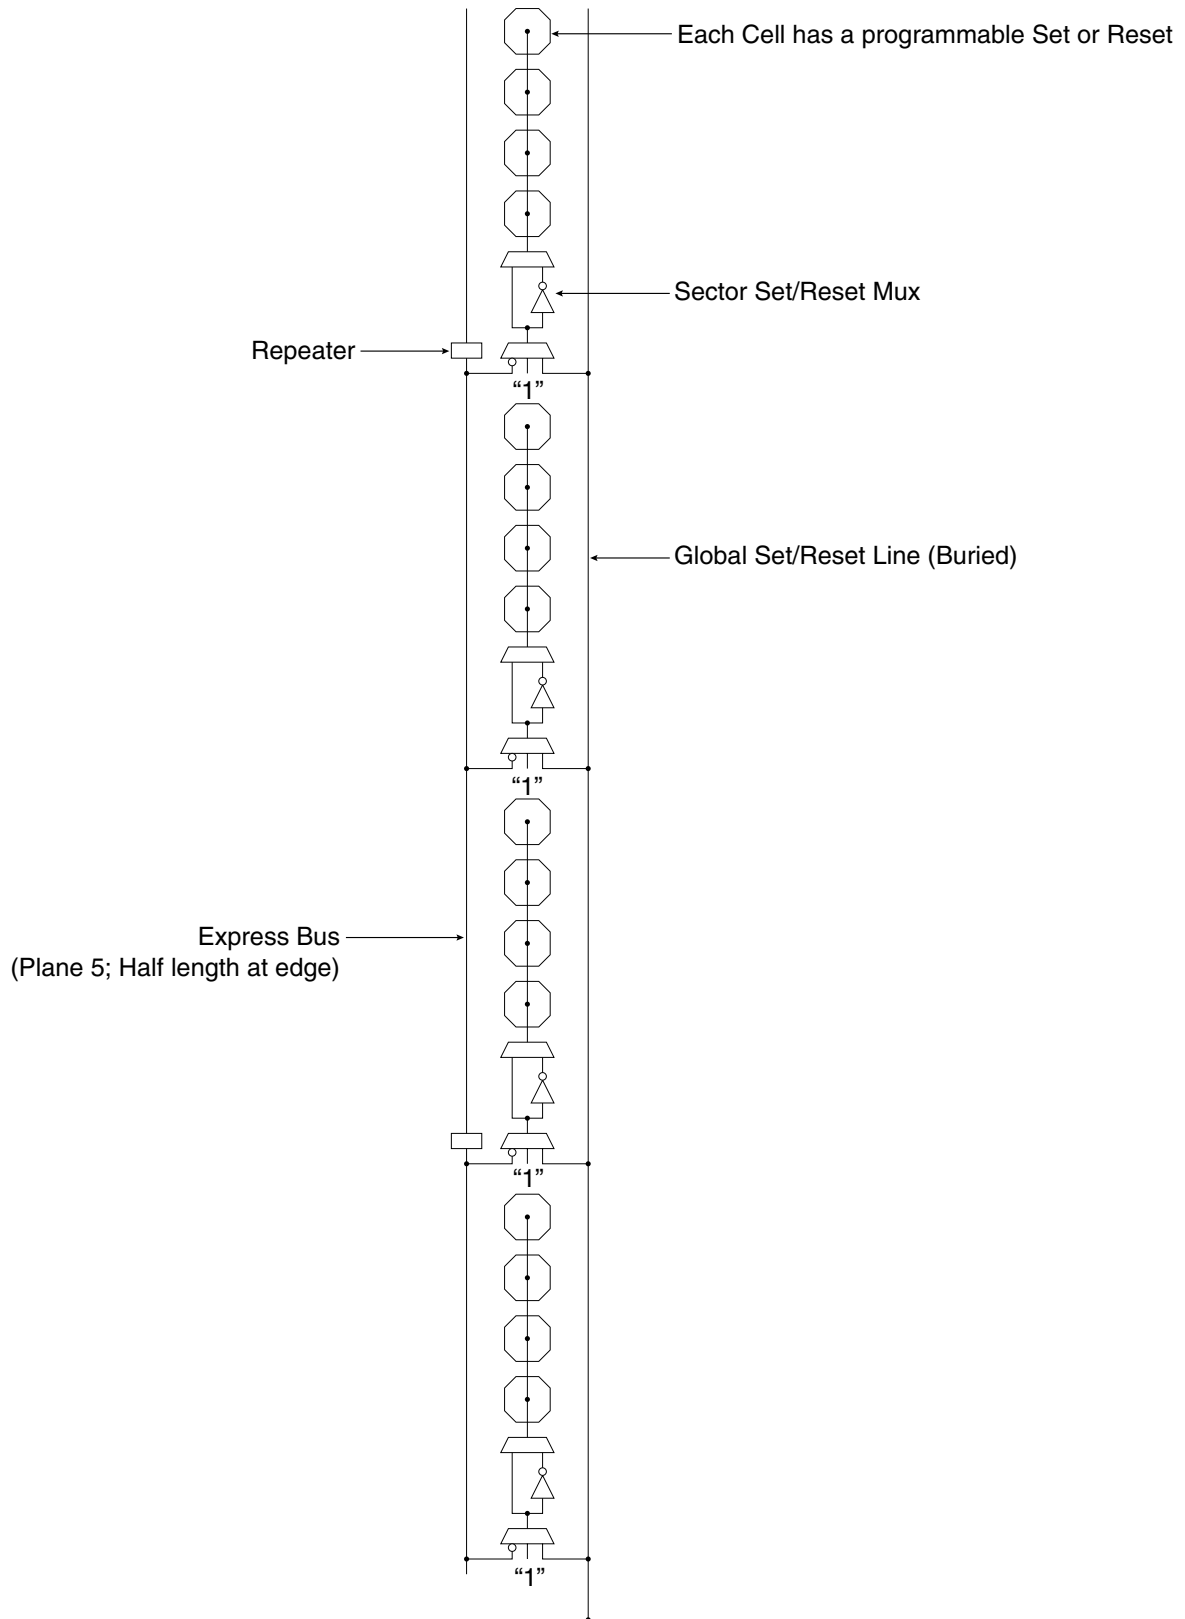 Each Cell has a programmable Set or Reset
Sector Set/Reset Mux
Repeater
“1”
Global Set/Reset Line (Buried)
“1”
Express Bus
(Plane 5; Half length at edge)
“1”
“1”